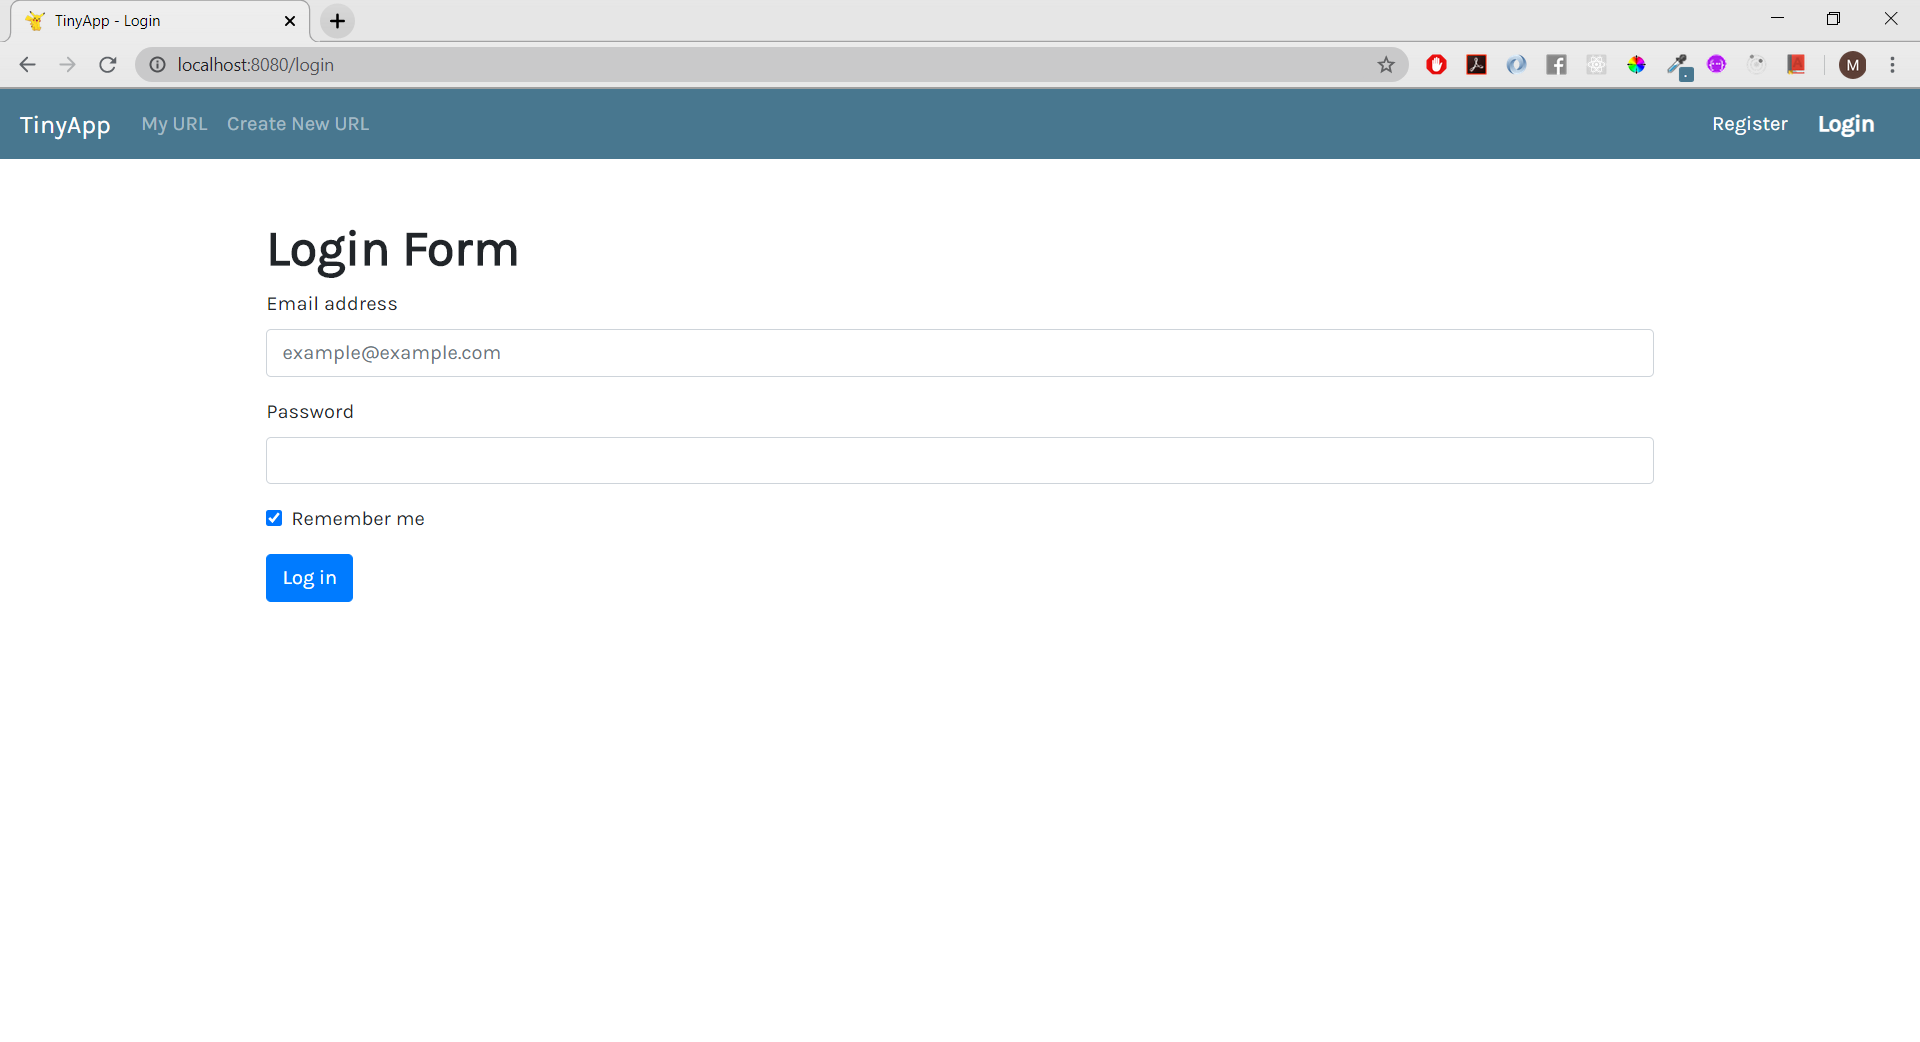 TinyApp - Login
localhost:8080/login
M
TinyApp My URL Create New URL Register Login
Login Form
Email address
example@example.com
Password
Remember me
Log in